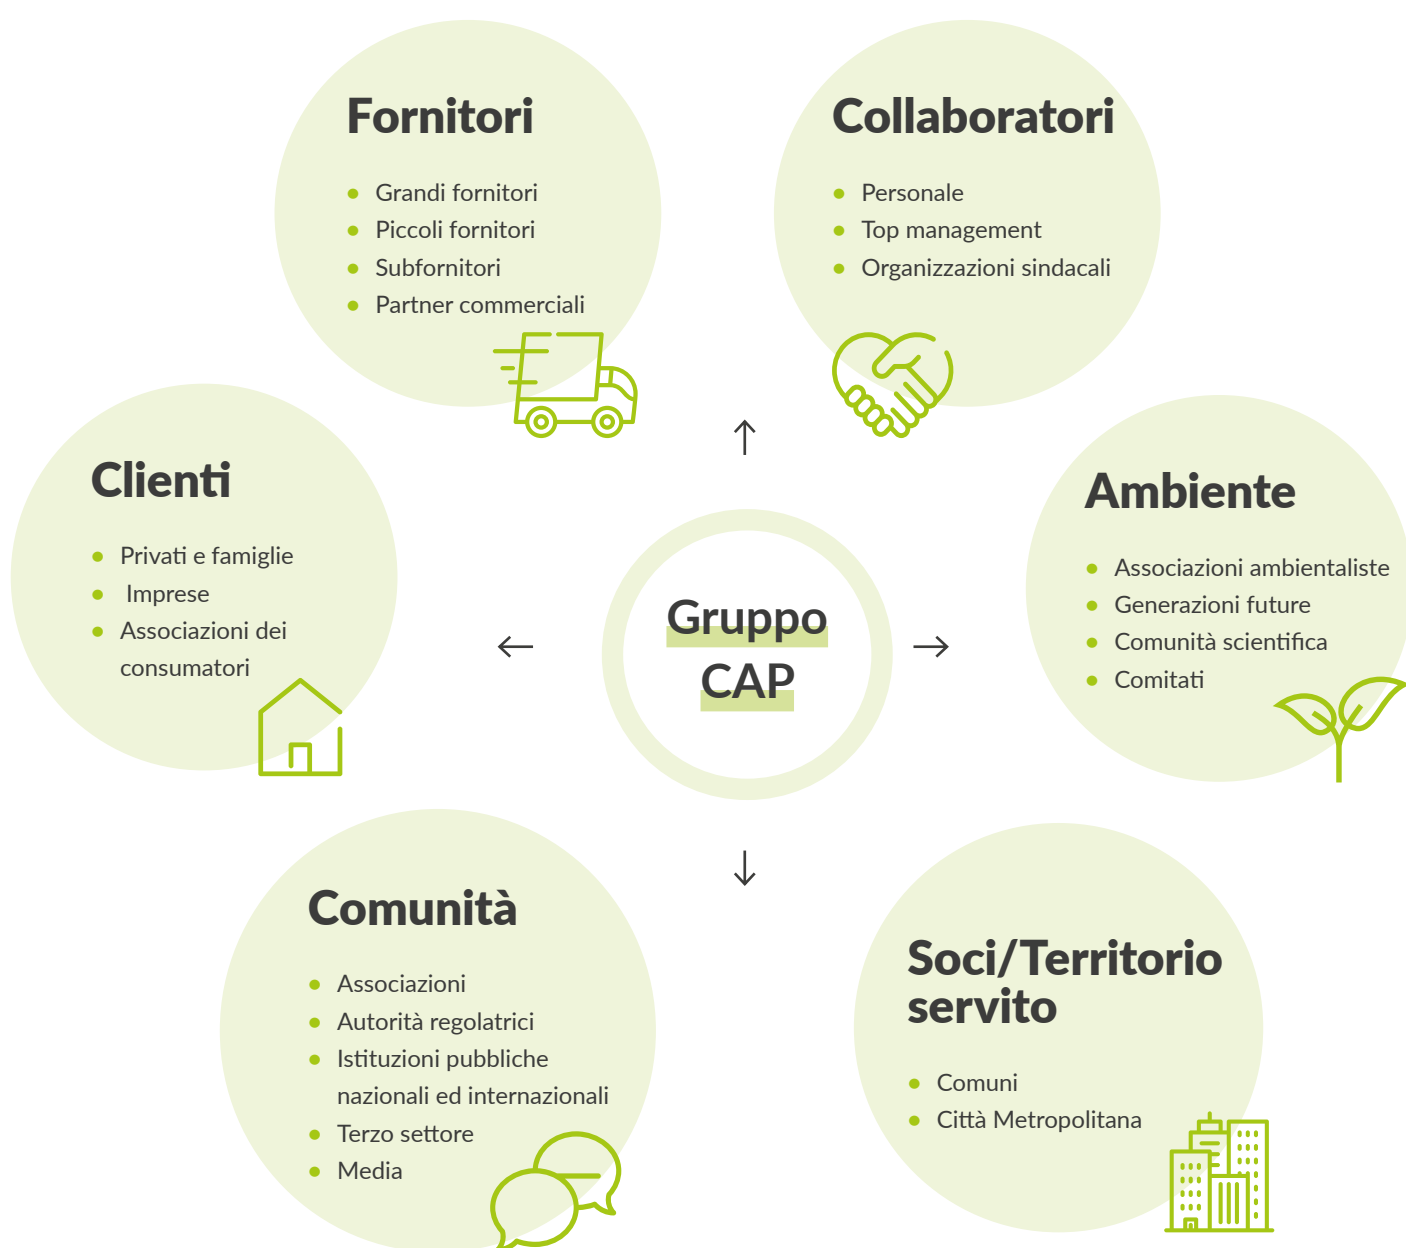 Fornitori
• Grandi fornitori
• Piccoli fornitori
• Subfornitori
• Partner commerciali
Collaboratori
• Personale
• Top management
• Organizzazioni sindacali
Clienti
• Privati e famiglie
• Imprese
• Associazioni dei
consumatori
Gruppo
CAP
Ambiente
• Associazioni ambientaliste
• Generazioni future
• Comunità scientifica
• Comitati
Comunità
• Associazioni
• Autorità regolatrici
• Istituzioni pubbliche
nazionali ed internazionali
• Terzo settore
• Media
Soci/Territorio
servito
• Comuni
• Città Metropolitana